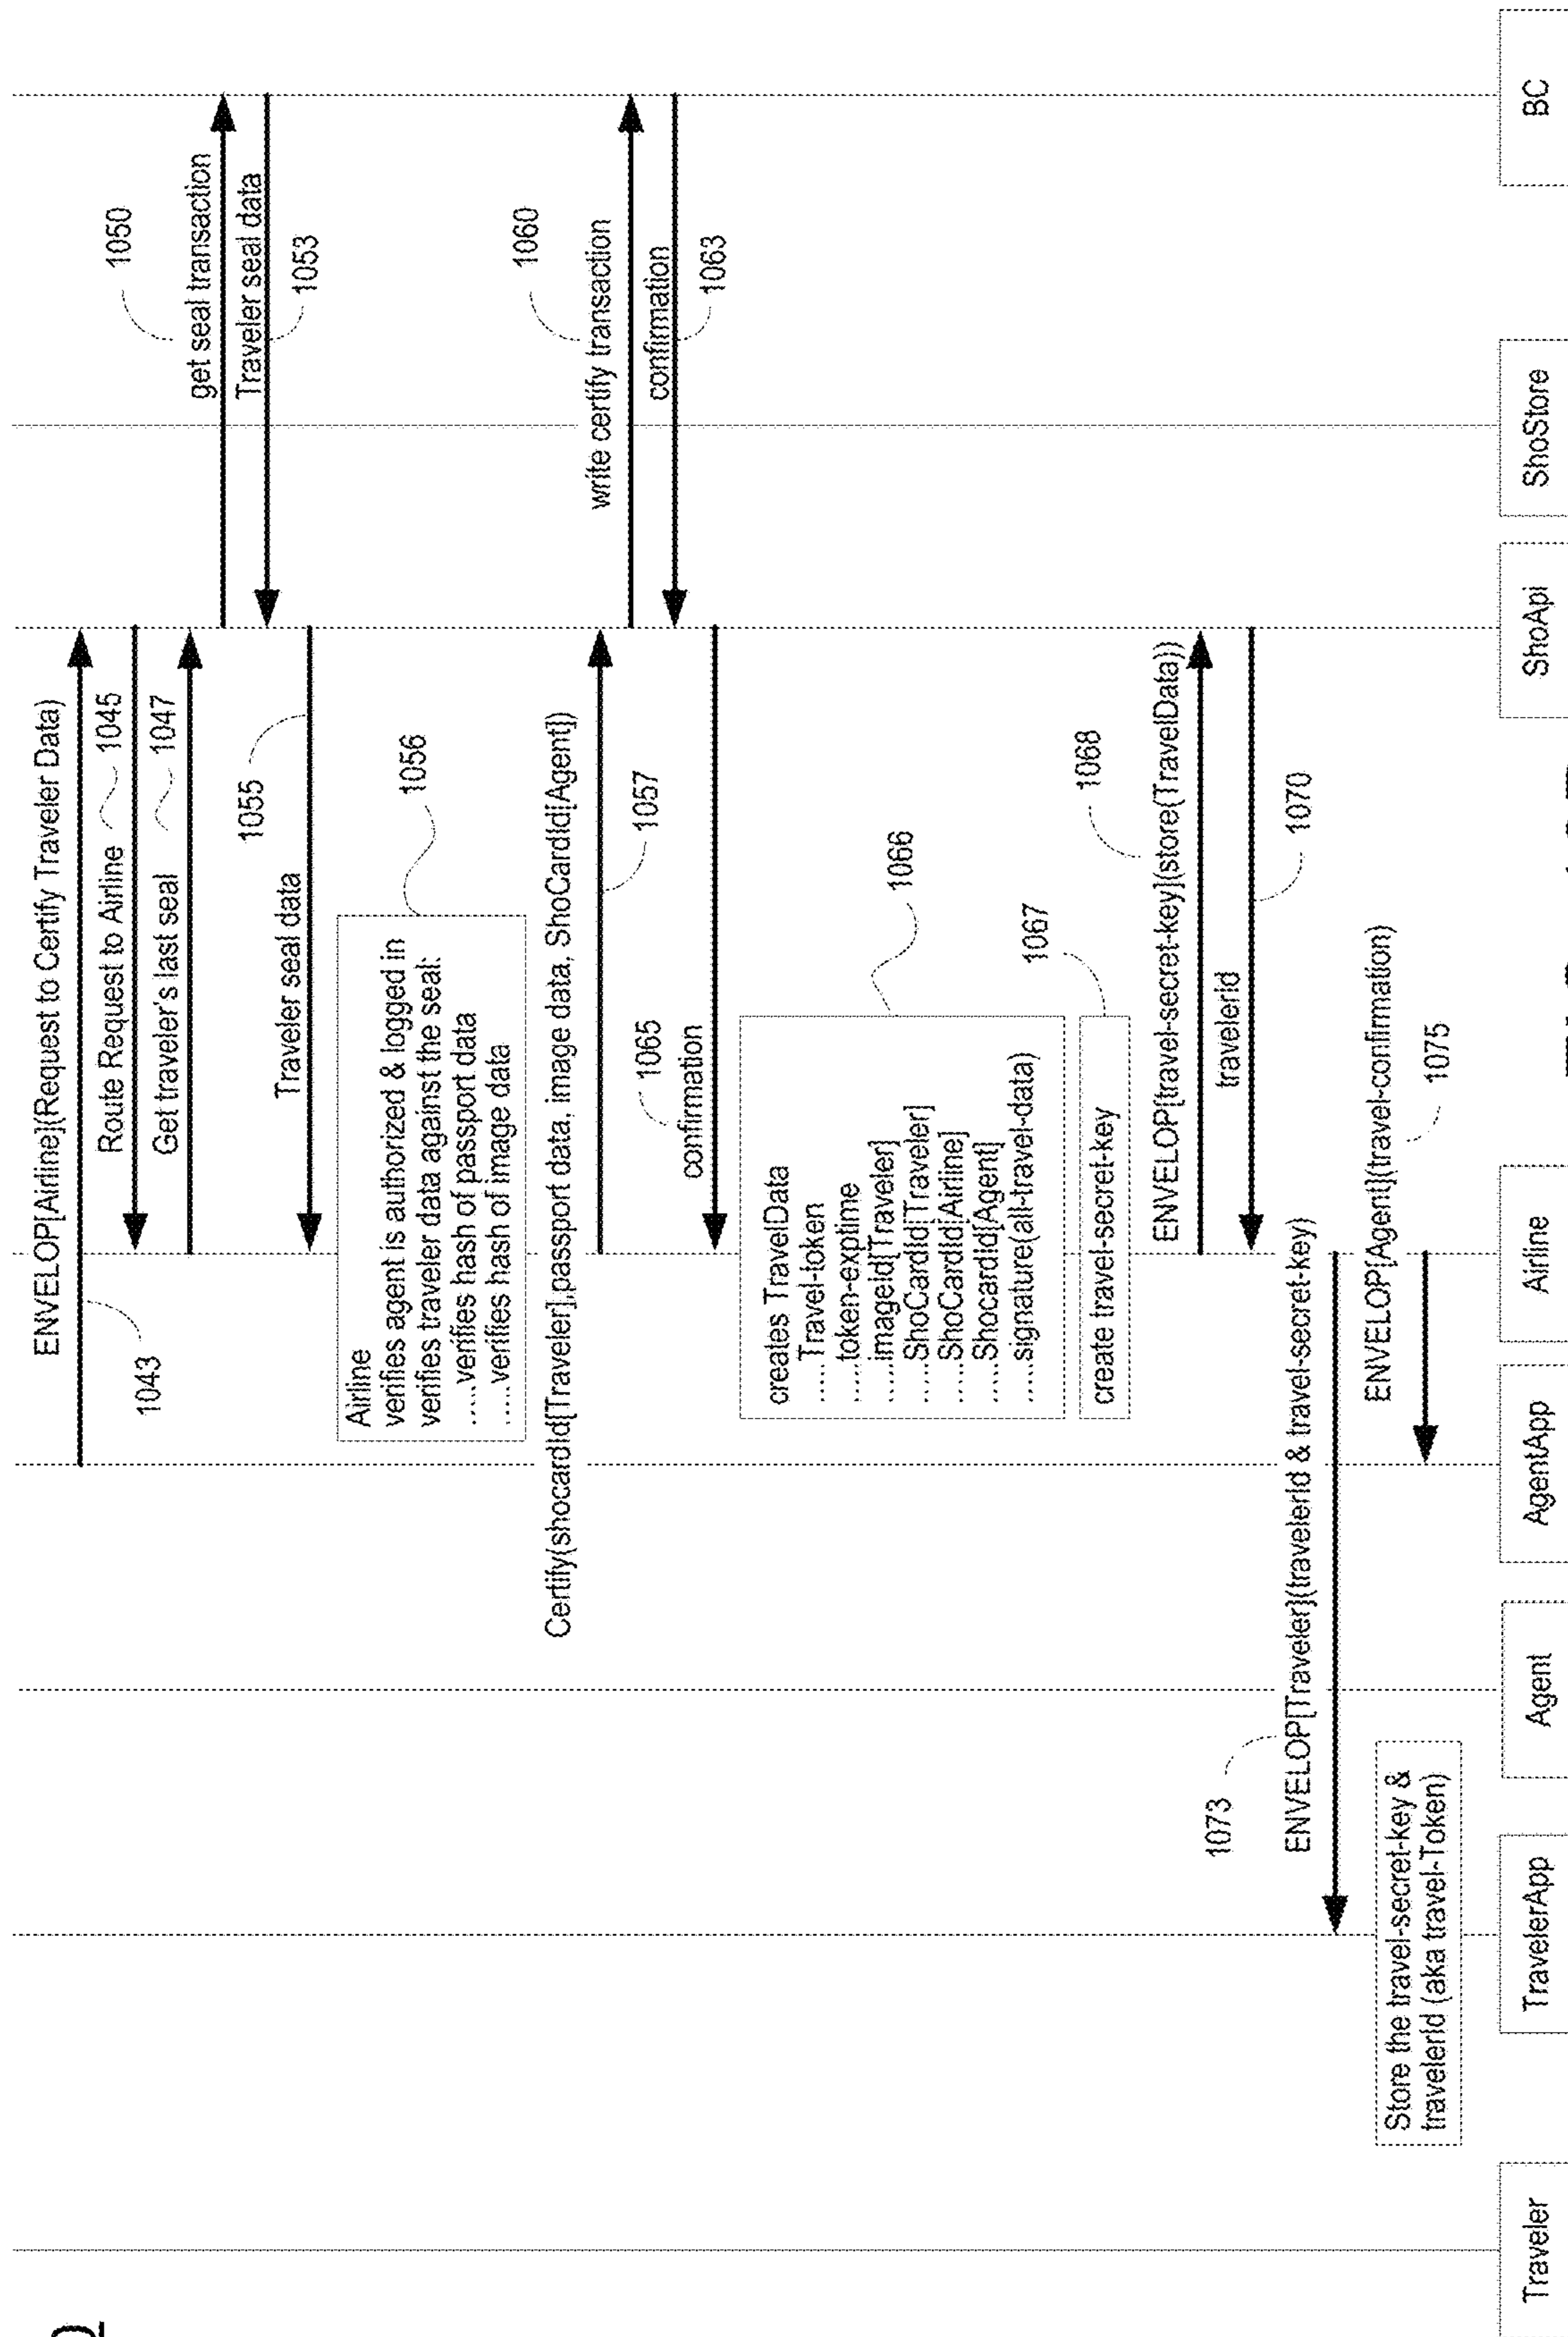 ENVELOP[Airline](Request to Certify Traveler Data)
1043
Route Request to Airline
1045
Get traveler's last seal
1047
1050
get seal transaction
Traveler seal data
1053
1055
Traveler seal data
1056
Airline
verifies agent is authorized & logged in
verifies traveler data against the seal:
.....verifies hash of passport data
.....verifies hash of image data
Certify(shocardId[Traveler],passport data, image data, ShoCardId[Agent])
1057
1060
write certify transaction
confirmation
1063
1065
confirmation
1066
creates TravelData
.....Travel-token
.....token-exptime
.....imageId[Traveler]
.....ShoCardId[Traveler]
.....ShoCardId[Airline]
.....ShocardId[Agent]
.....signature(all-travel-data)
1067
create travel-secret-key
1068
ENVELOP[travel-secret-key](store(TravelData))
travelerId
1070
1073
ENVELOP[Traveler](travelerId & travel-secret-key)
ENVELOP[Agent](travel-confirmation)
1075
Store the travel-secret-key &
travelerId (aka travel-Token)
Traveler
TravelerApp
Agent
AgentApp
Airline
ShoApi
ShoStore
BC